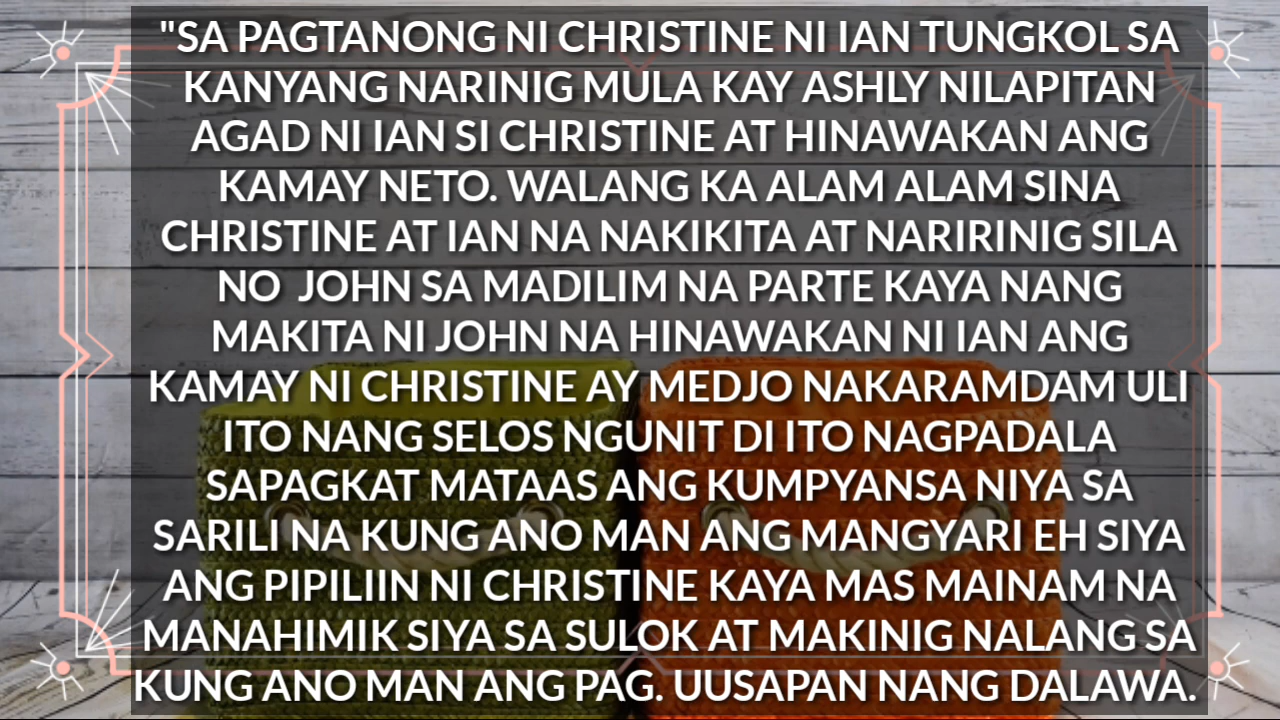 "SA PAGTANONG NI CHRISTINE NI IAN TUNGKOL SA
KANYANG NARINIG MULA KAY ASHLY NILAPITAN
AGAD NI IAN SI CHRISTINE AT HINAWAKAN ANG
KAMAY NETO. WALANG KA ALAM ALAM SINA
CHRISTINE AT IAN NA NAKIKITA AT NARIRINIG SILA
NO  JOHN SA MADILIM NA PARTE KAYA NANG
MAKITA NI JOHN NA HINAWAKAN NI IAN ANG
KAMAY NI CHRISTINE AY MEDJO NAKARAMDAM ULI
ITO NANG SELOS NGUNIT DI ITO NAGPADALA
SAPAGKAT MATAAS ANG KUMPYANSA NIYA SA
SARILI NA KUNG ANO MAN ANG MANGYARI EH SIYA
ANG PIPILIIN NI CHRISTINE KAYA MAS MAINAM NA
MANAHIMIK SIYA SA SULOK AT MAKINIG NALANG SA
KUNG ANO MAN ANG PAG. UUSAPAN NANG DALAWA.